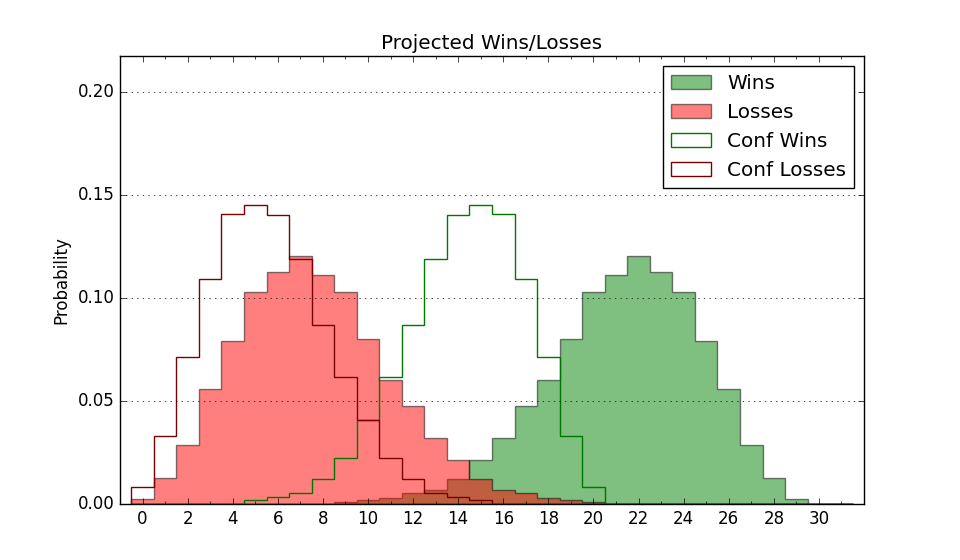 Projected Wins/Losses
Wins
Losses
Conf Wins
Conf Losses
Probability
0.20
0.15
0.10
0.05
0.00
0 2 4 6 8 10 12 14 16 18 20 22 24 26 28 30